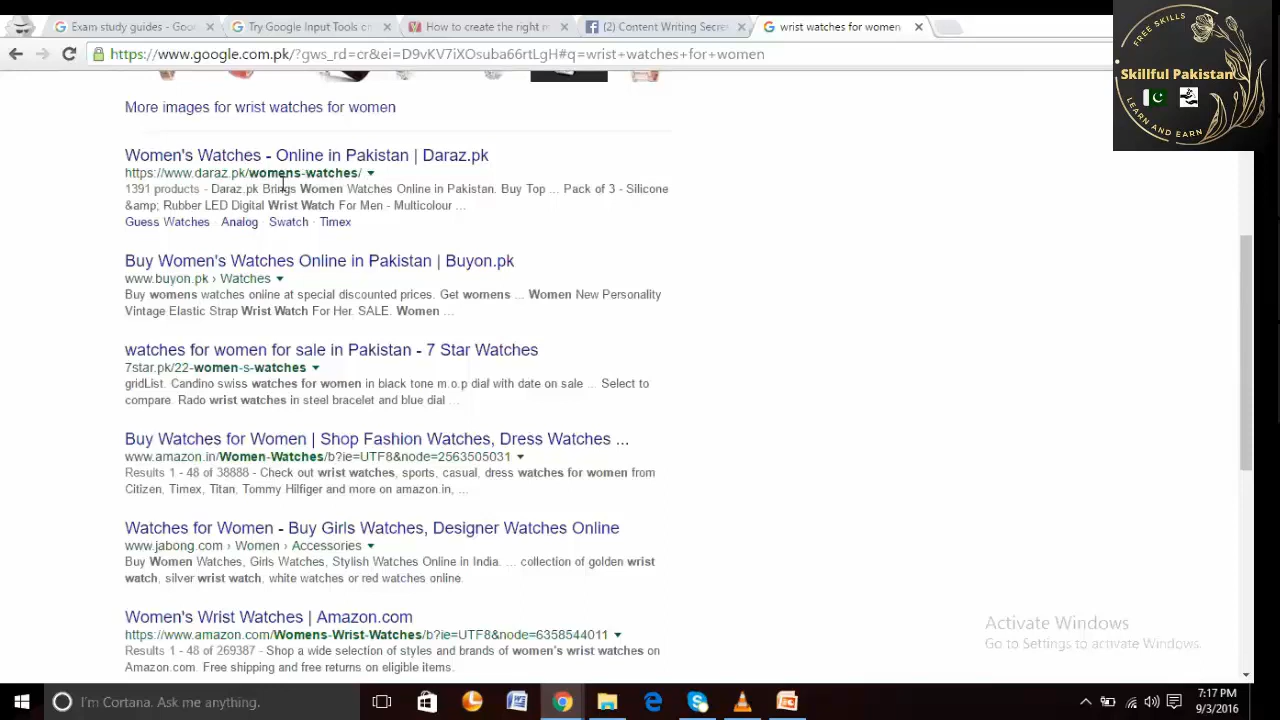 Exam study guides - Goo
Try Google Input Tools on
How to create the right m
(2) Content Writing Secre
wrist watches for women
https://www.google.com.pk/?gws_rd=cr&ei=D9vKV7iXOsuba66rtLgH#q=wrist+watches+for+women
FREE SKILLS
Skillful Pakistan
LEARN AND EARN
More images for wrist watches for women
Women's Watches - Online in Pakistan | Daraz.pk
https://www.daraz.pk/womens-watches/
1391 products - Daraz.pk Brings Women Watches Online in Pakistan. Buy Top ... Pack of 3 - Silicone
&amp; Rubber LED Digital Wrist Watch For Men - Multicolour ...
Guess Watches · Analog · Swatch · Timex
Buy Women's Watches Online in Pakistan | Buyon.pk
www.buyon.pk › Watches
Buy womens watches online at special discounted prices. Get womens ... Women New Personality
Vintage Elastic Strap Wrist Watch For Her. SALE. Women ...
watches for women for sale in Pakistan - 7 Star Watches
7star.pk/22-women-s-watches
gridList. Candino swiss watches for women in black tone m.o.p dial with date on sale ... Select to
compare. Rado wrist watches in steel bracelet and blue dial ...
Buy Watches for Women | Shop Fashion Watches, Dress Watches ...
www.amazon.in/Women-Watches/b?ie=UTF8&node=2563505031
Results 1 - 48 of 38888 - Check out wrist watches, sports, casual, dress watches for women from
Citizen, Timex, Titan, Tommy Hilfiger and more on amazon.in, ...
Watches for Women - Buy Girls Watches, Designer Watches Online
www.jabong.com › Women › Accessories
Buy Women Watches, Girls Watches, Stylish Watches Online in India. ... collection of golden wrist
watch, silver wrist watch, white watches or red watches online.
Women's Wrist Watches | Amazon.com
https://www.amazon.com/Womens-Wrist-Watches/b?ie=UTF8&node=6358544011
Results 1 - 48 of 269387 - Shop a wide selection of styles and brands of women's wrist watches on
Amazon.com. Free shipping and free returns on eligible items.
Activate Windows
Go to Settings to activate Windows.
I'm Cortana. Ask me anything.
7:17 PM
9/3/2016